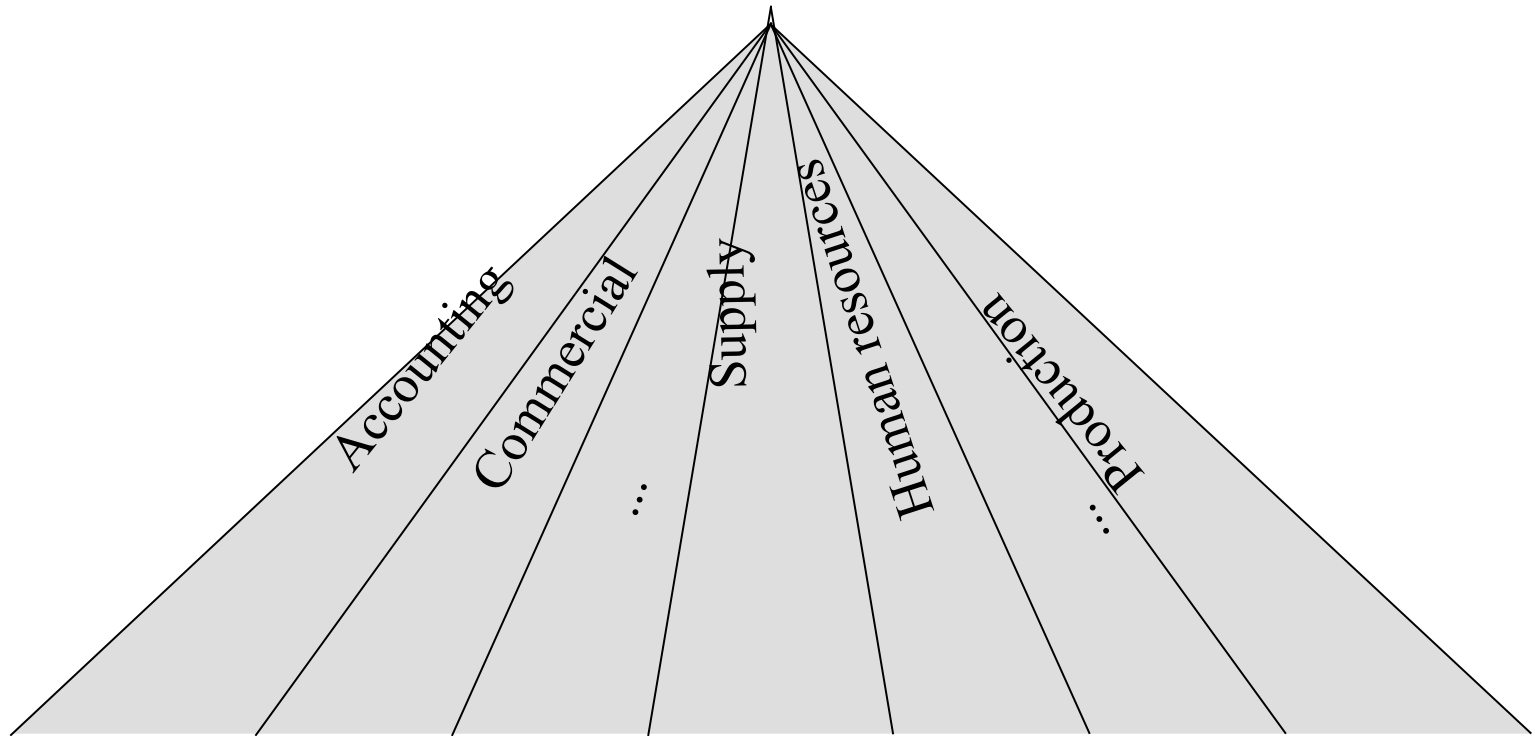 Accounting
Commercial
...
Supply
Human resources
Production
...